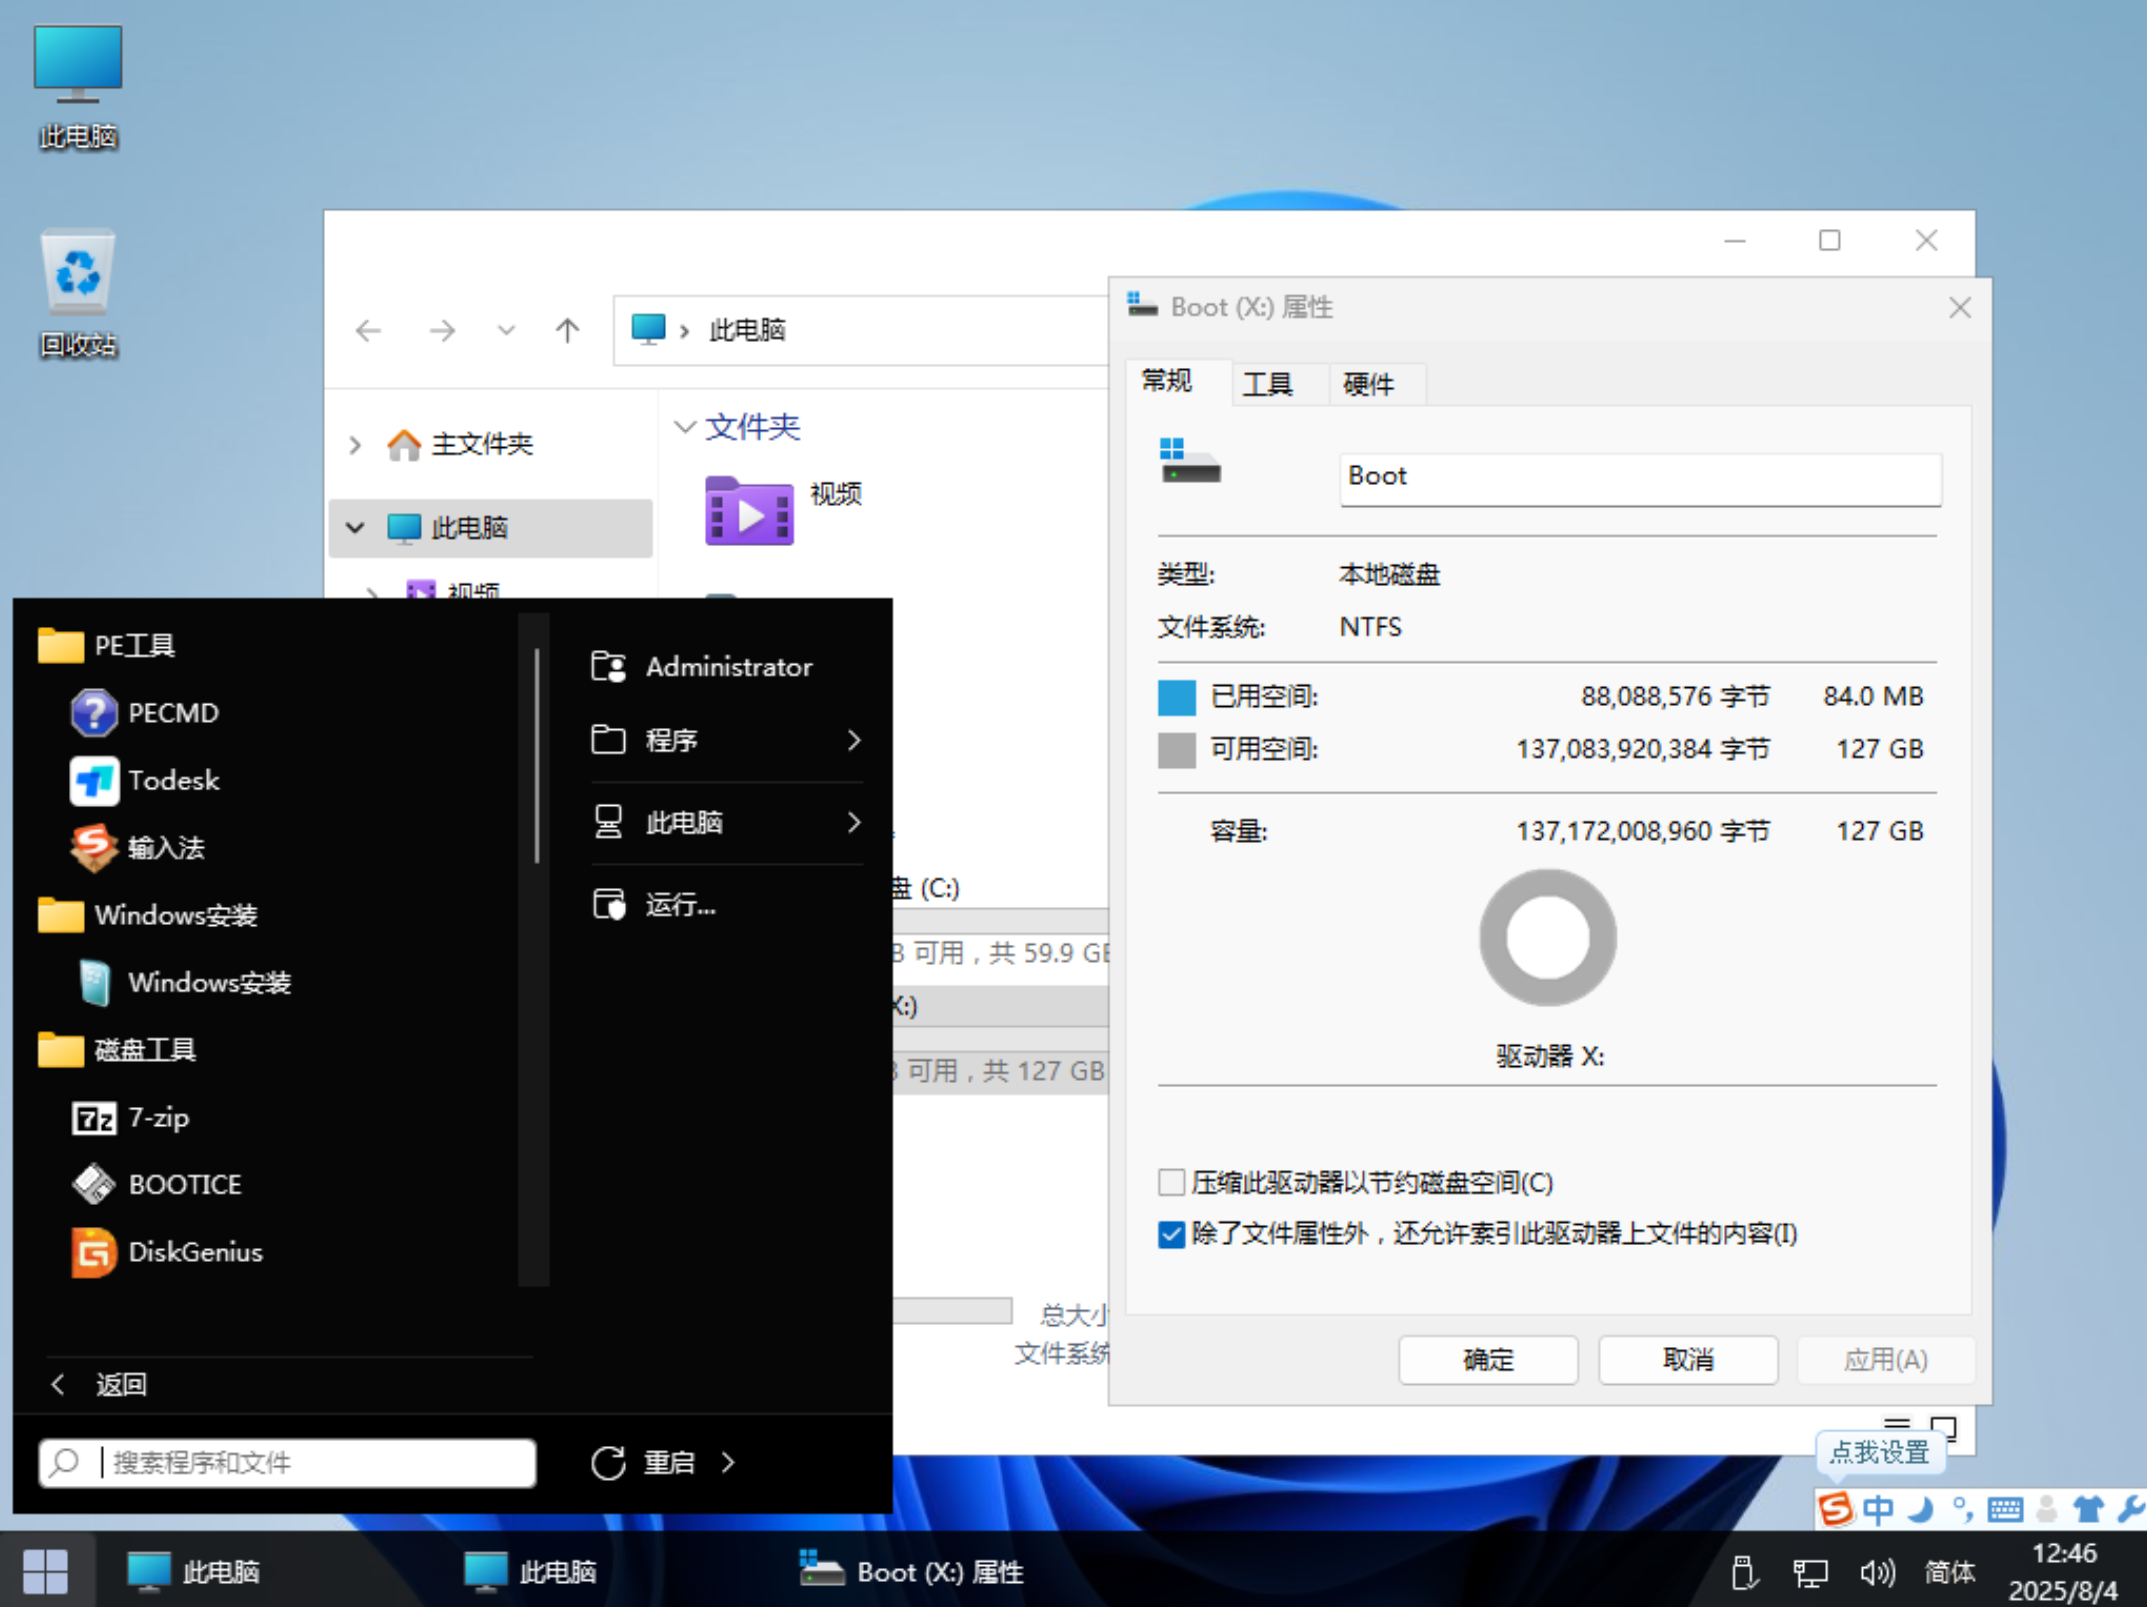 此电脑
回收站
此电脑
主文件夹
此电脑
视频
文件夹
视频
盘 (C:)
可用，共 59.9 GB
X:)
可用，共 127 GB
总大小
文件系统
Boot (X:) 属性
常规 工具 硬件
Boot
类型: 本地磁盘
文件系统: NTFS
已用空间: 88,088,576 字节 84.0 MB
可用空间: 137,083,920,384 字节 127 GB
容量: 137,172,008,960 字节 127 GB
驱动器 X:
压缩此驱动器以节约磁盘空间(C)
除了文件属性外，还允许索引此驱动器上文件的内容(I)
确定 取消 应用(A)
PE工具
PECMD
Todesk
输入法
Windows安装
Windows安装
磁盘工具
7-zip
BOOTICE
DiskGenius
返回
搜索程序和文件
Administrator
程序
此电脑
运行...
重启
点我设置
中
此电脑
此电脑
Boot (X:) 属性
简体
12:46
2025/8/4